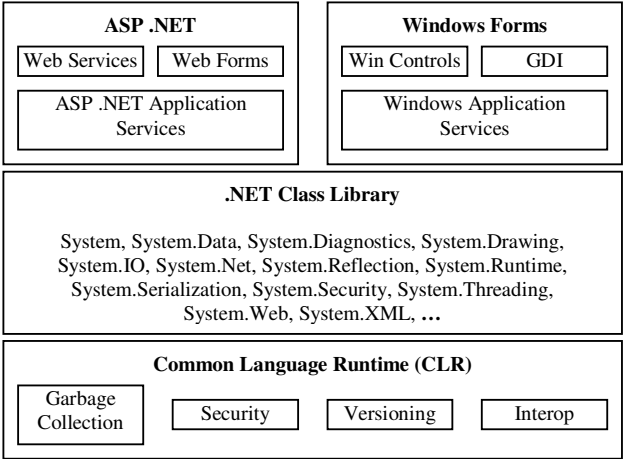 ASP .NET
Web Services
Web Forms
ASP .NET Application
Services
Windows Forms
Win Controls
GDI
Windows Application
Services
.NET Class Library
System, System.Data, System.Diagnostics, System.Drawing,
System.IO, System.Net, System.Reflection, System.Runtime,
System.Serialization, System.Security, System.Threading,
System.Web, System.XML, ...
Common Language Runtime (CLR)
Garbage
Collection
Security
Versioning
Interop